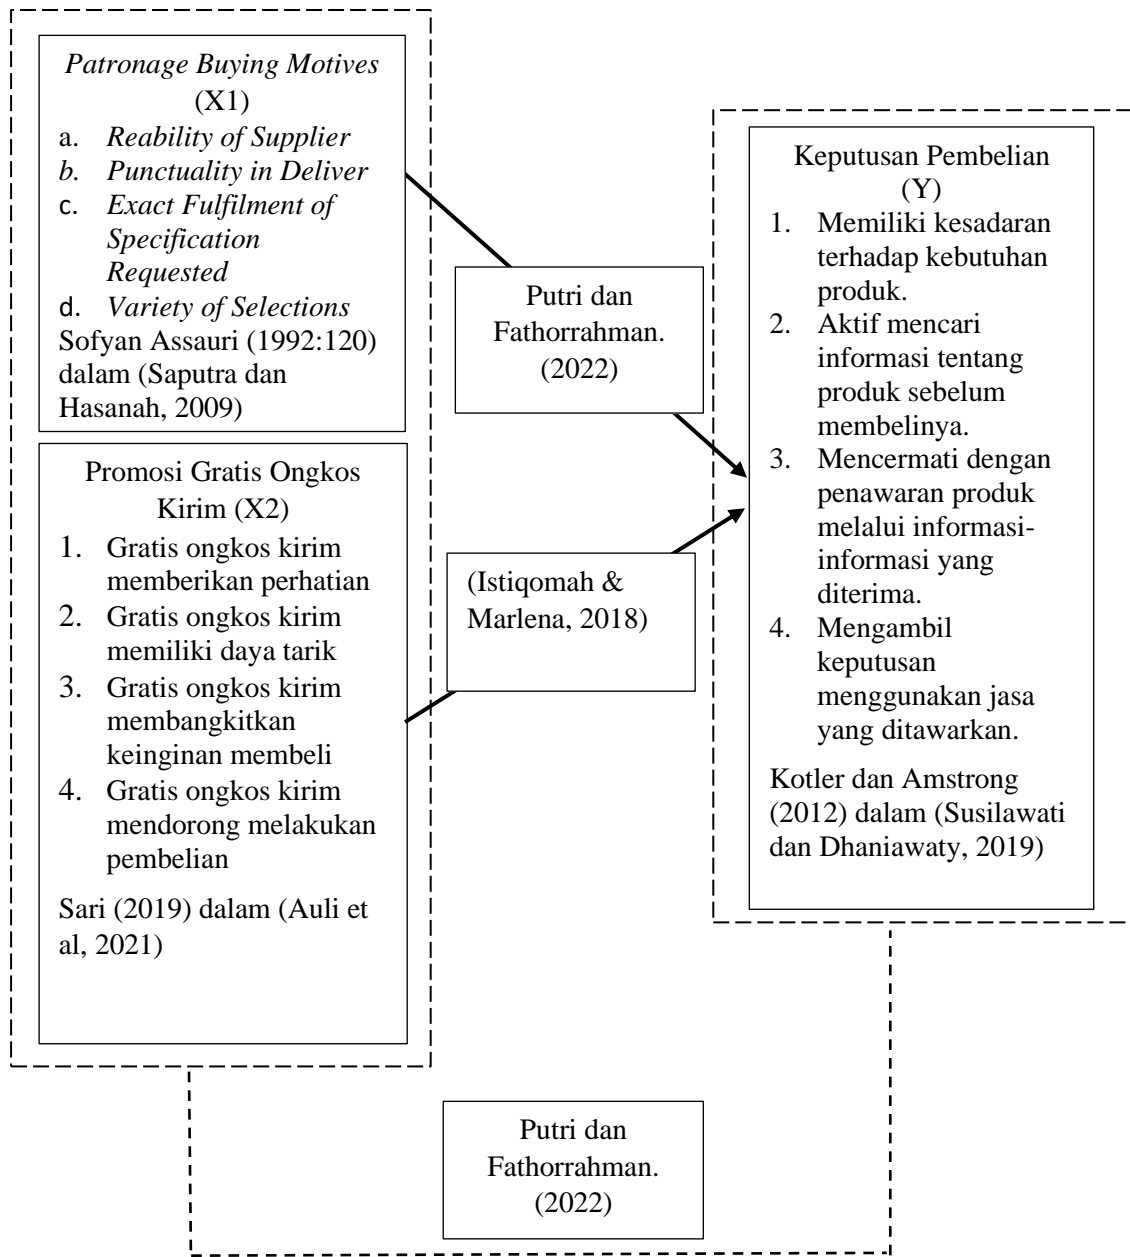 Patronage Buying Motives
(X1)
a. Reability of Supplier
b. Punctuality in Deliver
c. Exact Fulfilment of
Specification
Requested
d. Variety of Selections
Sofyan Assauri (1992:120)
dalam (Saputra dan
Hasanah, 2009)
Promosi Gratis Ongkos
Kirim (X2)
1. Gratis ongkos kirim
memberikan perhatian
2. Gratis ongkos kirim
memiliki daya tarik
3. Gratis ongkos kirim
membangkitkan
keinginan membeli
4. Gratis ongkos kirim
mendorong melakukan
pembelian
Sari (2019) dalam (Auli et
al, 2021)
Putri dan
Fathorrahman.
(2022)
(Istiqomah &
Marlena, 2018)
Keputusan Pembelian
(Y)
1. Memiliki kesadaran
terhadap kebutuhan
produk.
2. Aktif mencari
informasi tentang
produk sebelum
membelinya.
3. Mencermati dengan
penawaran produk
melalui informasi-
informasi yang
diterima.
4. Mengambil
keputusan
menggunakan jasa
yang ditawarkan.
Kotler dan Amstrong
(2012) dalam (Susilawati
dan Dhaniawaty, 2019)
Putri dan
Fathorrahman.
(2022)